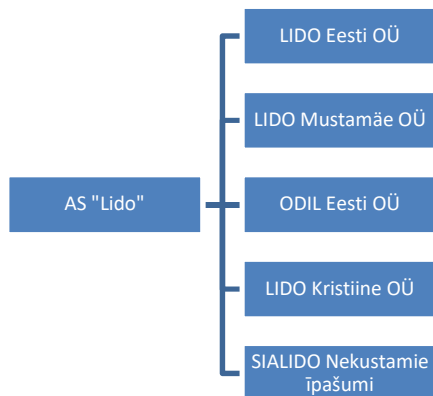 LIDO Eesti OÜ
LIDO Mustamäe OÜ
AS "Lido"
ODIL Eesti OÜ
LIDO Kristiine OÜ
SIALIDO Nekustamie
īpašumi